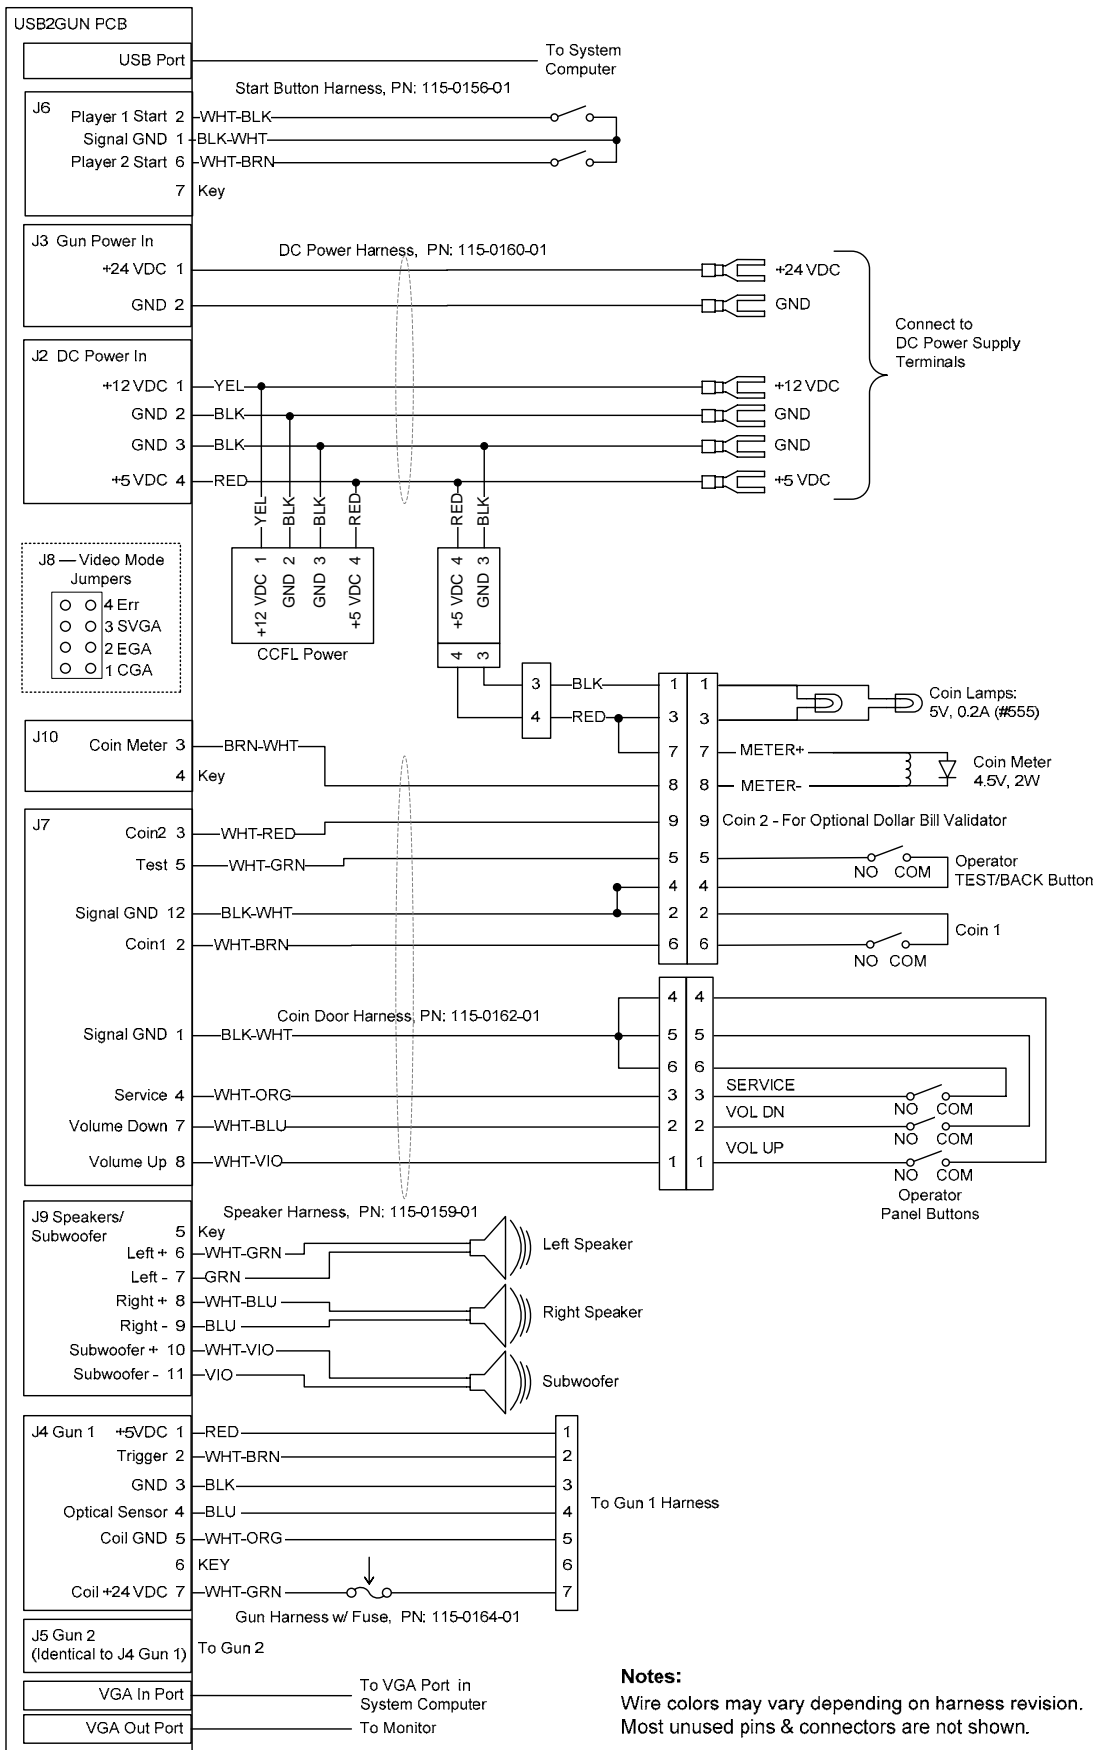 USB2GUN PCB
USB Port
To System
Computer
Start Button Harness, PN: 115-0156-01
J6
Player 1 Start 2 WHT-BLK
Signal GND 1 BLK-WHT
Player 2 Start 6 WHT-BRN
7 Key
J3 Gun Power In
DC Power Harness, PN: 115-0160-01
+24 VDC 1
+24 VDC
GND 2
GND
Connect to
DC Power Supply
Terminals
J2 DC Power In
+12 VDC 1 YEL
+12 VDC
GND 2 BLK
GND
GND 3 BLK
GND
+5 VDC 4 RED
+5 VDC
YEL
BLK
BLK
RED
RED
BLK
+12 VDC 1
GND 2
GND 3
+5 VDC 4
CCFL Power
+5 VDC 4
GND 3
4
3
J8 — Video Mode
Jumpers
4 Err
3 SVGA
2 EGA
1 CGA
3 BLK 1 1
4 RED 3 3
Coin Lamps:
5V, 0.2A (#555)
J10
Coin Meter 3 BRN-WHT
4 Key
7 7 METER+
8 8 METER-
Coin Meter
4.5V, 2W
J7
Coin2 3 WHT-RED 9 9 Coin 2 - For Optional Dollar Bill Validator
Test 5 WHT-GRN 5 5
NO COM
Operator
TEST/BACK Button
4 4
Signal GND 12 BLK-WHT 2 2
Coin 1
Coin1 2 WHT-BRN 6 6
NO COM
4 4
Coin Door Harness, PN: 115-0162-01
Signal GND 1 BLK-WHT 5 5
6 6
Service 4 WHT-ORG 3 3 SERVICE
NO COM
Volume Down 7 WHT-BLU 2 2 VOL DN
NO COM
Volume Up 8 WHT-VIO 1 1 VOL UP
NO COM
Operator
Panel Buttons
J9 Speakers/
Subwoofer
Speaker Harness, PN: 115-0159-01
5 Key
Left + 6 WHT-GRN
Left - 7 GRN
Left Speaker
Right + 8 WHT-BLU
Right - 9 BLU
Right Speaker
Subwoofer + 10 WHT-VIO
Subwoofer - 11 VIO
Subwoofer
J4 Gun 1 +5VDC 1 RED 1
Trigger 2 WHT-BRN 2
GND 3 BLK 3
Optical Sensor 4 BLU 4
Coil GND 5 WHT-ORG 5
6 KEY 6
Coil +24 VDC 7 WHT-GRN 7
To Gun 1 Harness
Gun Harness w/ Fuse, PN: 115-0164-01
J5 Gun 2
(Identical to J4 Gun 1)
To Gun 2
VGA In Port
To VGA Port in
System Computer
VGA Out Port
To Monitor
Notes:
Wire colors may vary depending on harness revision.
Most unused pins & connectors are not shown.